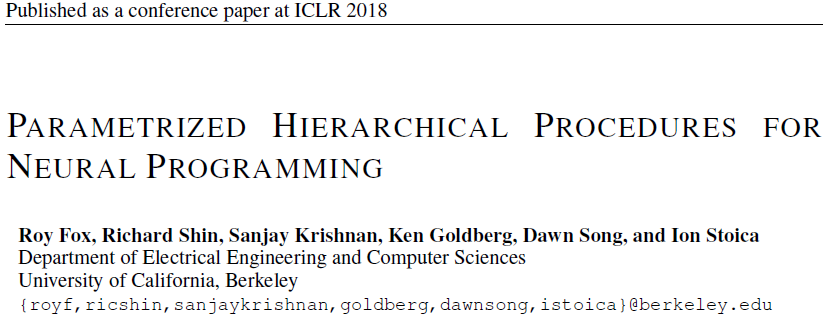 Published as a conference paper at ICLR 2018
PARAMETRIZED HIERARCHICAL PROCEDURES FOR
NEURAL PROGRAMMING
Roy Fox, Richard Shin, Sanjay Krishnan, Ken Goldberg, Dawn Song, and Ion Stoica
Department of Electrical Engineering and Computer Sciences
University of California, Berkeley
{royf,ricshin,sanjaykrishnan,goldberg,dawnsong,istoica}@berkeley.edu